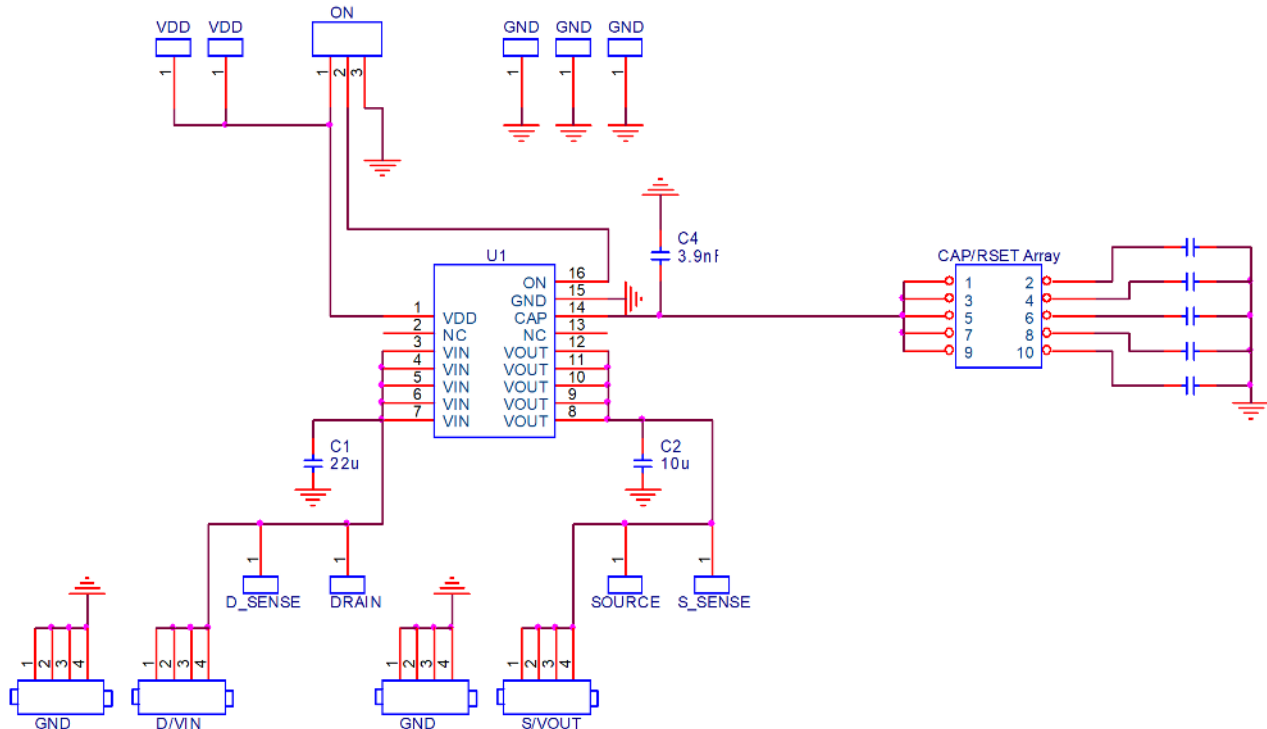 VDD VDD ON GND GND GND
1 1 1 2 3 1 1 1
C4
3.9nF
U1
CAP/RSET Array
16 ON
15 GND
1 VDD 14 CAP
2 NC 13 NC
3 VIN 12 VOUT
4 VIN 11 VOUT
5 VIN 10 VOUT
6 VIN 9 VOUT
7 VIN 8 VOUT
1 2
3 4
5 6
7 8
9 10
C1
22u
C2
10u
1 1 1 1
D_SENSE DRAIN SOURCE S_SENSE
1 2 3 4 1 2 3 4 1 2 3 4 1 2 3 4
GND D/VIN GND S/VOUT